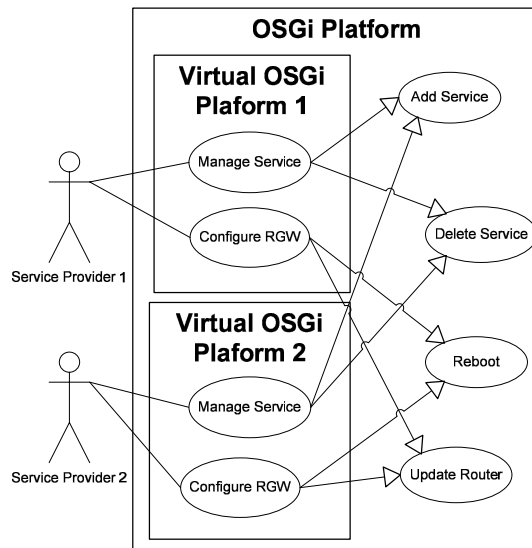 OSGi Platform
Virtual OSGi
Plaform 1
Add Service
Manage Service
Delete Service
Configure RGW
Service Provider 1
Virtual OSGi
Plaform 2
Reboot
Manage Service
Configure RGW
Update Router
Service Provider 2